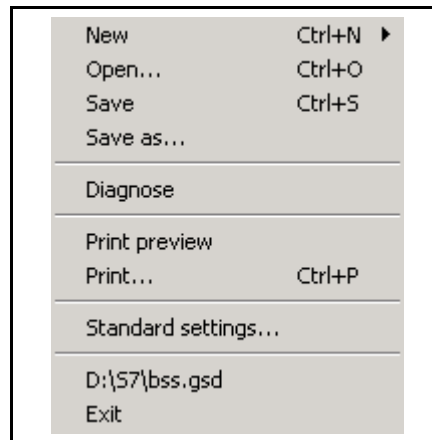 New Ctrl+N
Open... Ctrl+O
Save Ctrl+S
Save as...
Diagnose
Print preview
Print... Ctrl+P
Standard settings...
D:\S7\bss.gsd
Exit